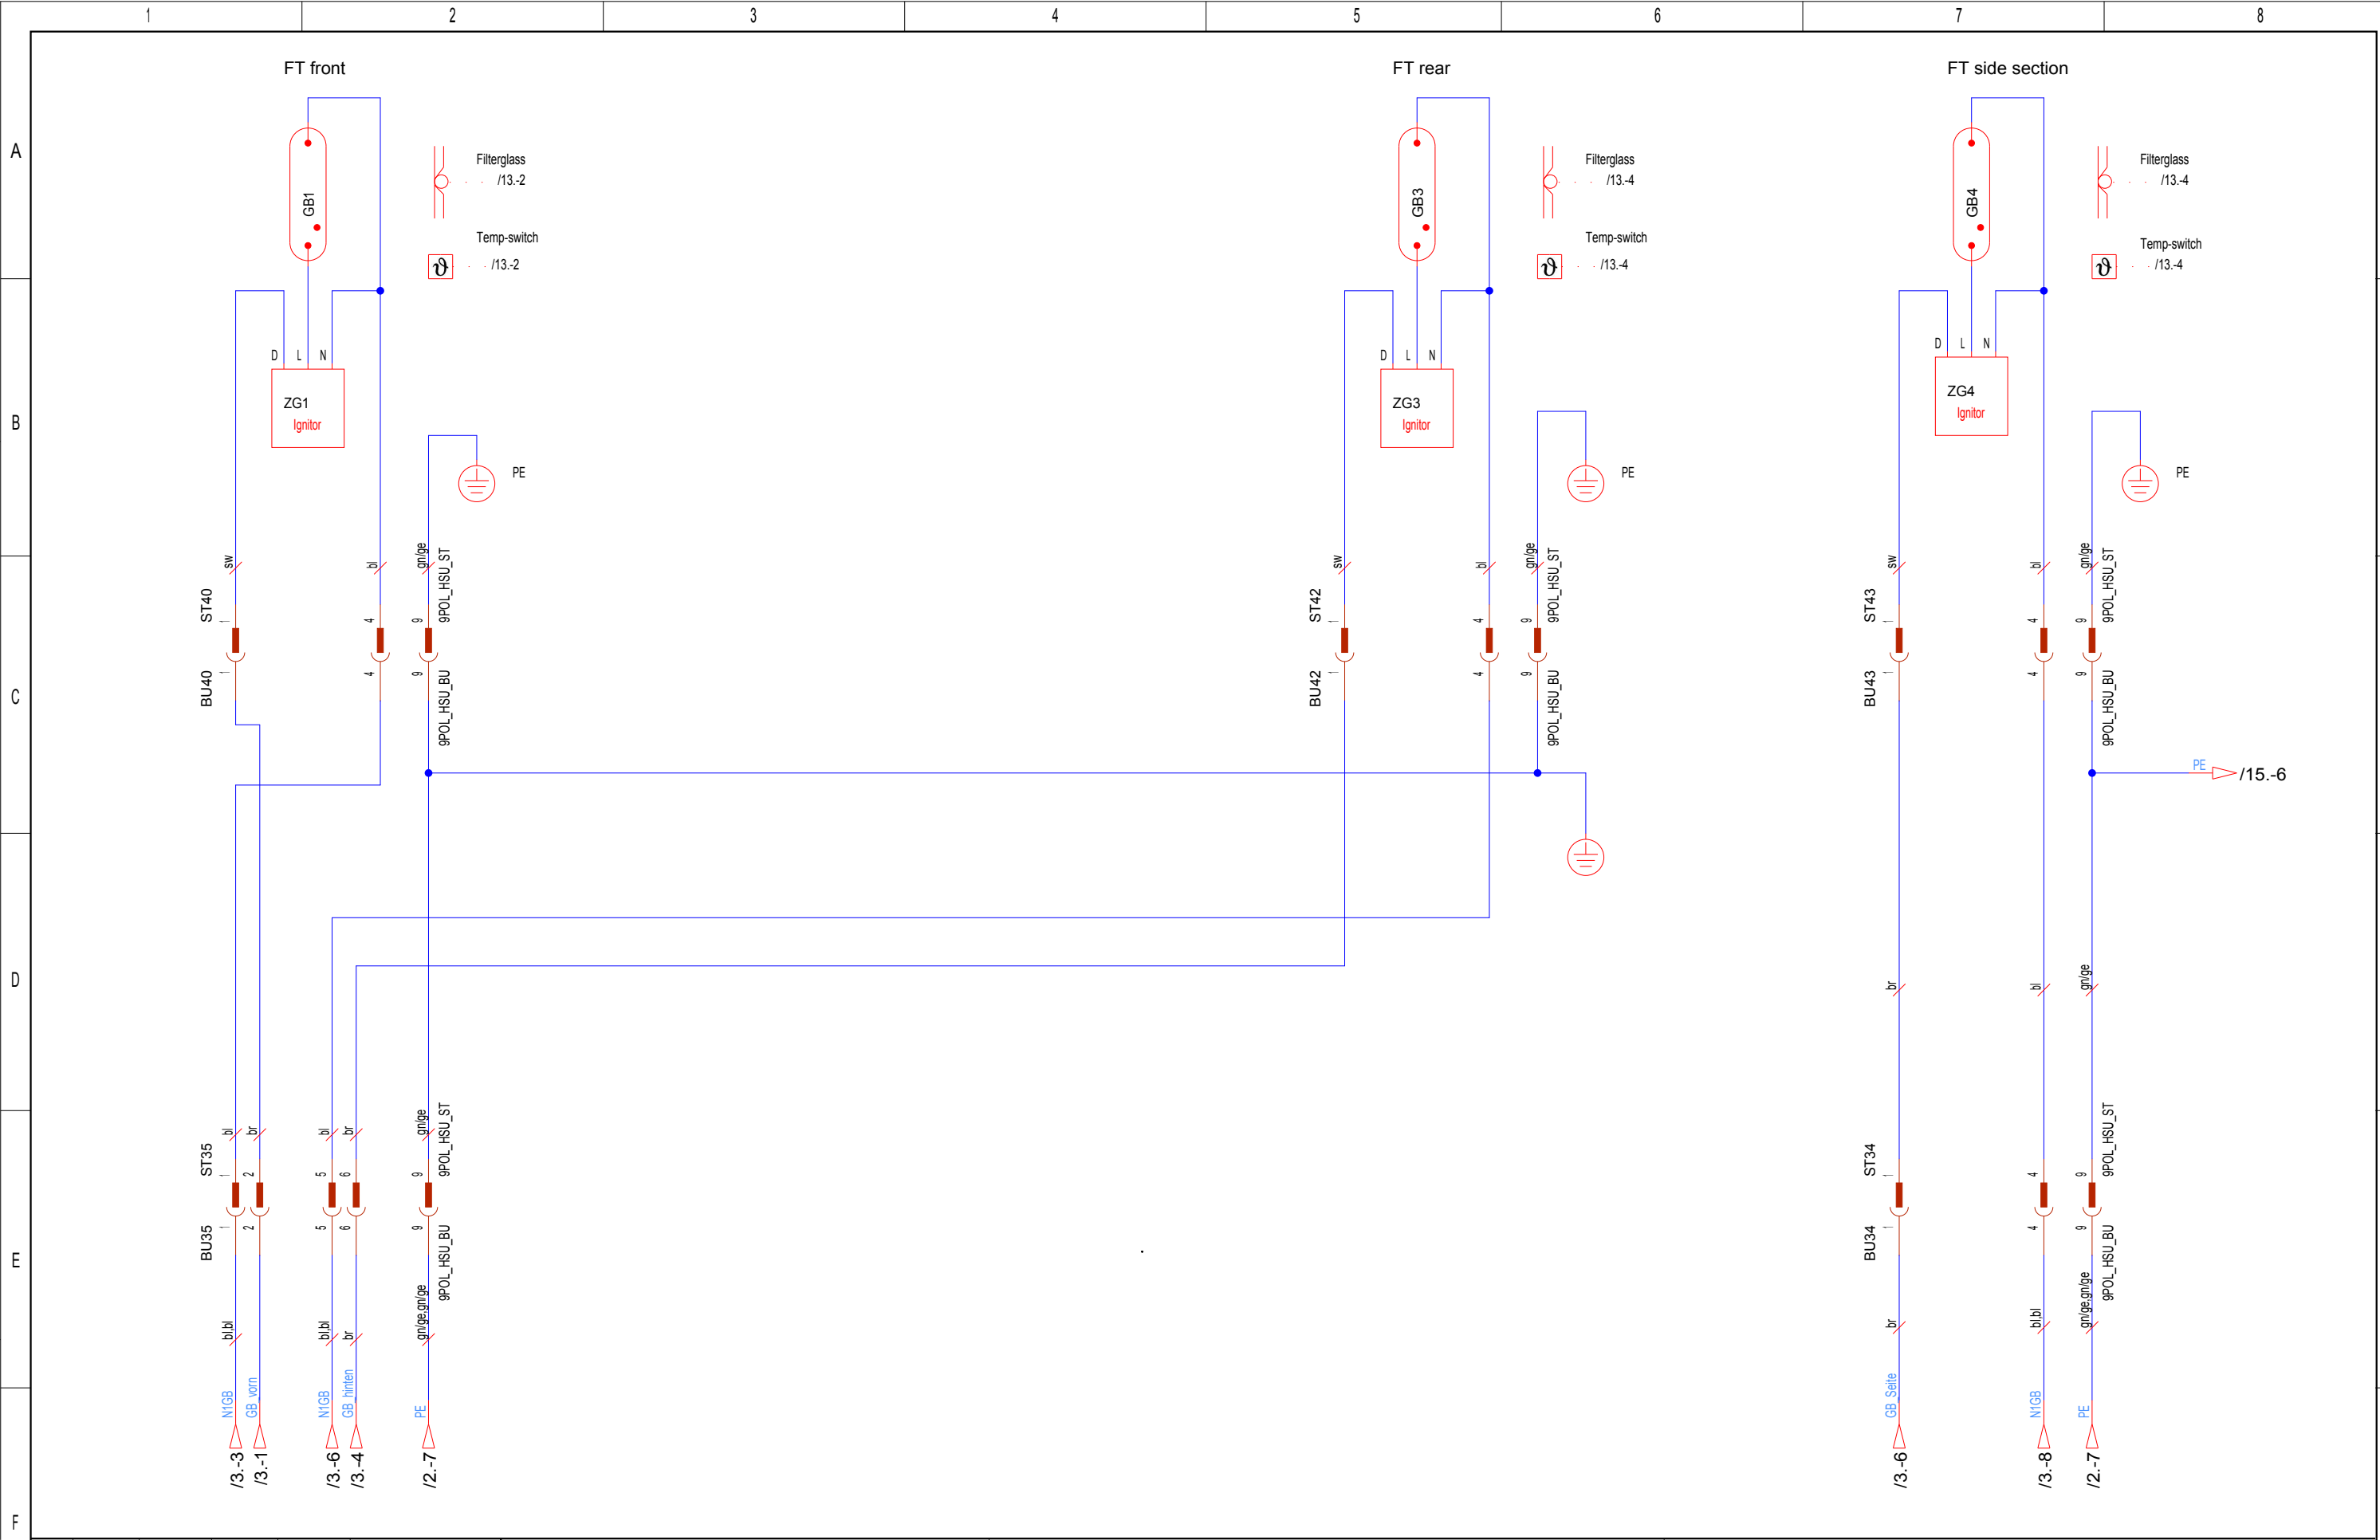 1 2 3 4 5 6 7 8
FT front
FT rear
FT side section
A
GB1
Filterglass
/13.-2
Temp-switch
/13.-2
GB3
Filterglass
/13.-4
Temp-switch
/13.-4
GB4
Filterglass
/13.-4
Temp-switch
/13.-4
B
D L N
ZG1
Ignitor
PE
D L N
ZG3
Ignitor
PE
D L N
ZG4
Ignitor
PE
sw
bl
gn/ge
sw
bl
gn/ge
sw
bl
gn/ge
C
ST40
1
4
9
9POL_HSU_ST
BU40
1
4
9
9POL_HSU_BU
ST42
1
4
9
9POL_HSU_ST
BU42
1
4
9
9POL_HSU_BU
ST43
1
4
9
9POL_HSU_ST
BU43
1
4
9
9POL_HSU_BU
PE
/15.-6
D
br
bl
gn/ge
bl
br
bl
br
gn/ge
E
ST35
1
2
5
6
9
9POL_HSU_ST
BU35
1
2
5
6
9
9POL_HSU_BU
ST34
1
4
9
9POL_HSU_ST
BU34
1
4
9
9POL_HSU_BU
bl,bl
bl,bl
br
gn/ge,gn/ge
br
bl,bl
gn/ge,gn/ge
N1GB
GB_vorn
N1GB
GB_hinten
PE
GB_Seite
N1GB
PE
/3.-3
/3.-1
/3.-6
/3.-4
/2.-7
/3.-6
/3.-8
/2.-7
F